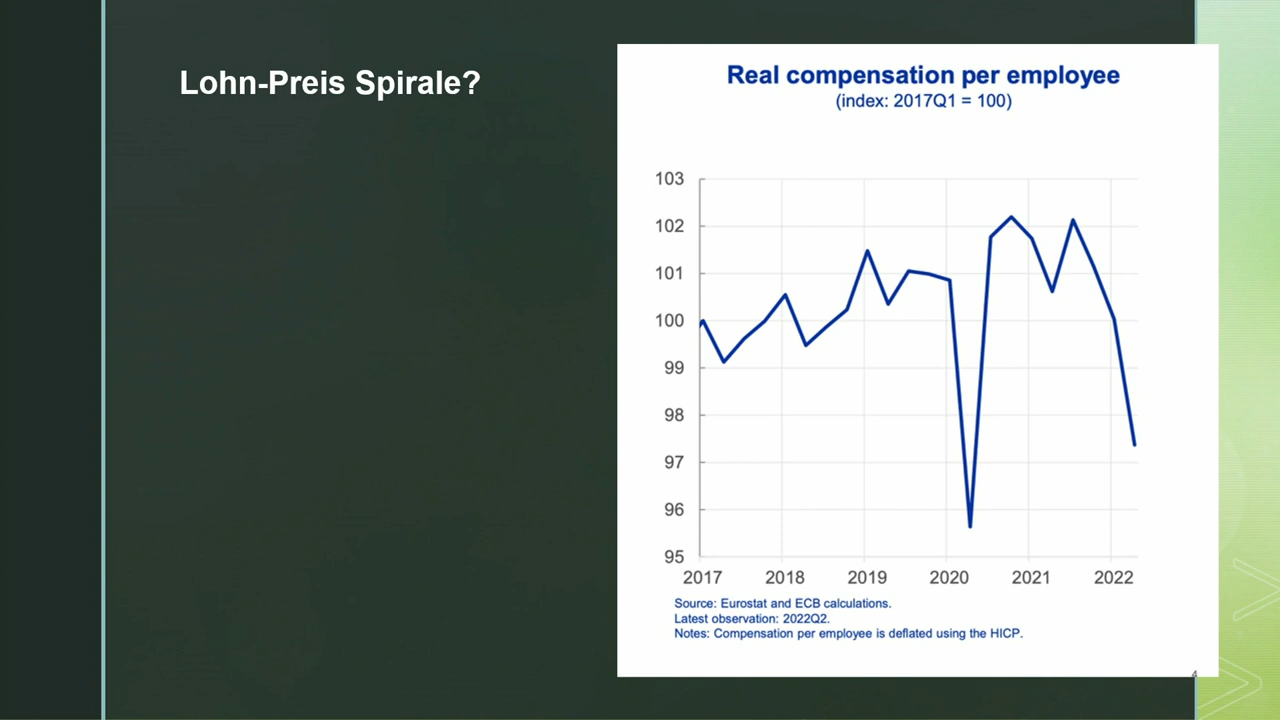 Lohn-Preis Spirale?
Real compensation per employee
(index: 2017Q1 = 100)
103
102
101
100
99
98
97
96
95
2017 2018 2019 2020 2021 2022
Source: Eurostat and ECB calculations.
Latest observation: 2022Q2.
Notes: Compensation per employee is deflated using the HICP.
4